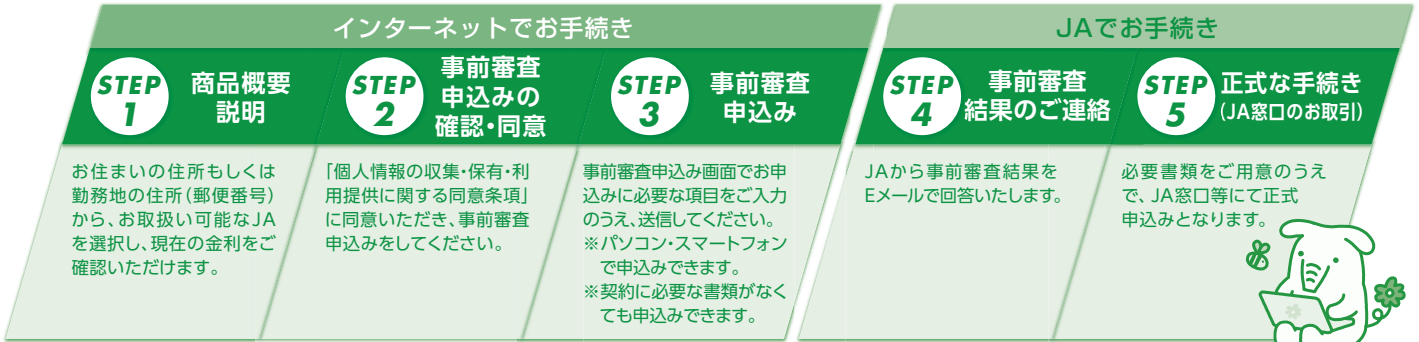 インターネットでお手続き
STEP
1
商品概要
説明
お住まいの住所もしくは
勤務地の住所（郵便番号）
から、お取扱い可能なJA
を選択し、現在の金利をご
確認いただけます。
STEP
2
事前審査
申込みの
確認・同意
「個人情報の収集・保有・利
用提供に関する同意条項」
に同意いただき、事前審査
申込みをしてください。
STEP
3
事前審査
申込み
事前審査申込み画面でお申
込みに必要な項目をご入力
のうえ、送信してください。
※パソコン・スマートフォン
で申込みできます。
※契約に必要な書類がなく
ても申込みできます。
JAでお手続き
STEP
4
事前審査
結果のご連絡
JAから事前審査結果を
Eメールで回答いたします。
STEP
5
正式な手続き
（JA窓口のお取引）
必要書類をご用意のうえ
で、JA窓口等にて正式
申込みとなります。